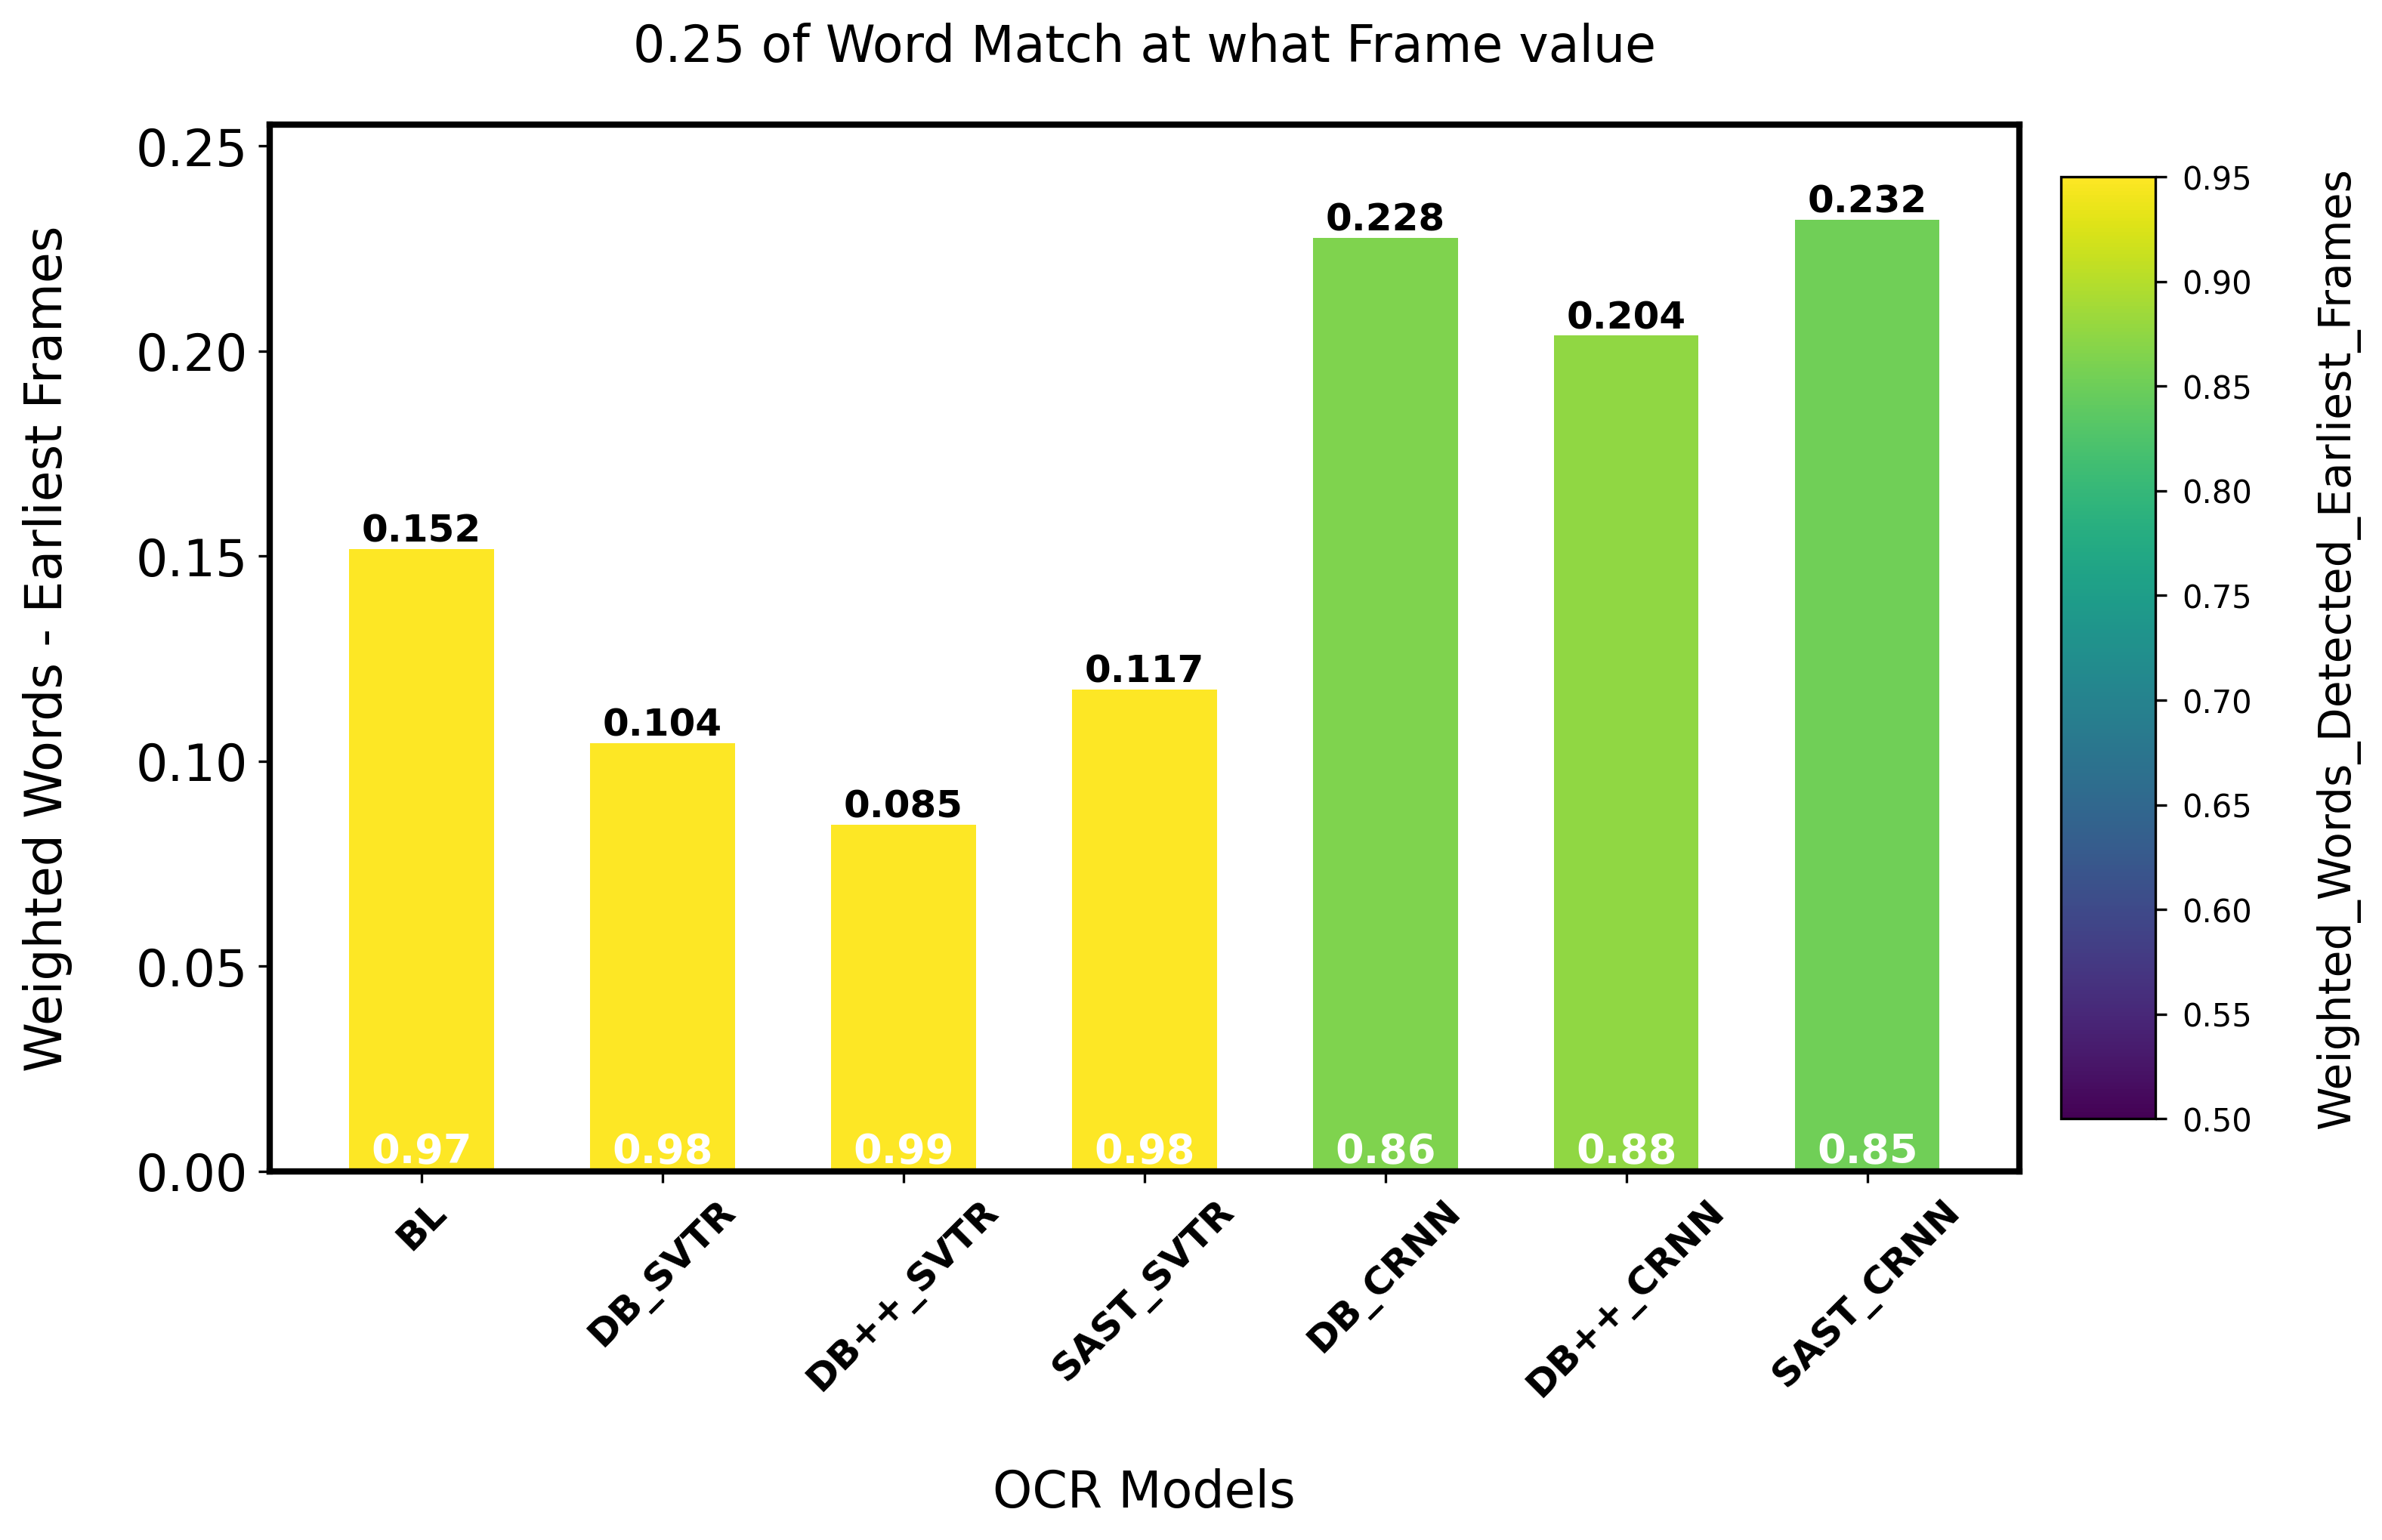 0.25 of Word Match at what Frame value
Weighted Words - Earliest Frames
0.25
0.20
0.15
0.10
0.05
0.00
0.152
0.104
0.085
0.117
0.228
0.204
0.232
0.97
0.98
0.99
0.98
0.86
0.88
0.85
BL
DB_SVTR
DB++_SVTR
SAST_SVTR
DB_CRNN
DB++_CRNN
SAST_CRNN
OCR Models
0.95
0.90
0.85
0.80
0.75
0.70
0.65
0.60
0.55
0.50
Weighted_Words_Detected_Earliest_Frames